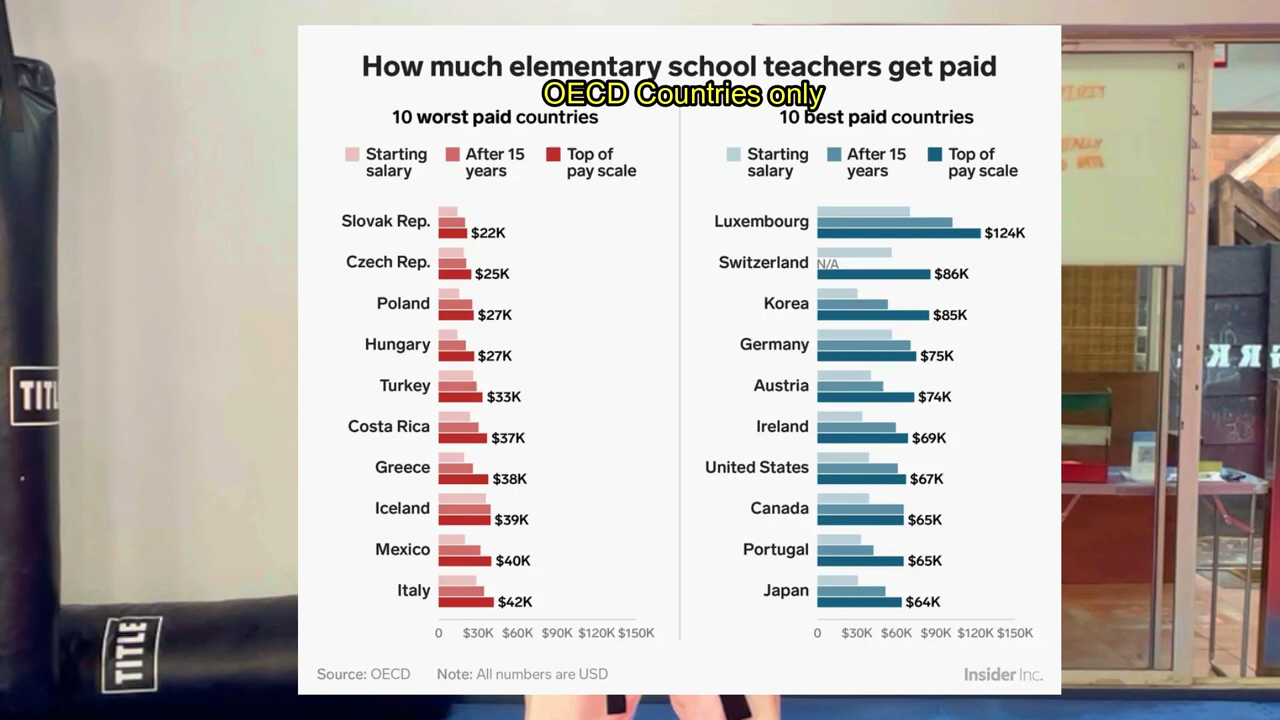 How much elementary school teachers get paid
OECD Countries only
10 worst paid countries
Starting salary
After 15 years
Top of pay scale
Slovak Rep. $22K
Czech Rep. $25K
Poland $27K
Hungary $27K
Turkey $33K
Costa Rica $37K
Greece $38K
Iceland $39K
Mexico $40K
Italy $42K
0 $30K $60K $90K $120K $150K
10 best paid countries
Starting salary
After 15 years
Top of pay scale
Luxembourg $124K
Switzerland N/A $86K
Korea $85K
Germany $75K
Austria $74K
Ireland $69K
United States $67K
Canada $65K
Portugal $65K
Japan $64K
0 $30K $60K $90K $120K $150K
Source: OECD Note: All numbers are USD
Insider Inc.
TITLE